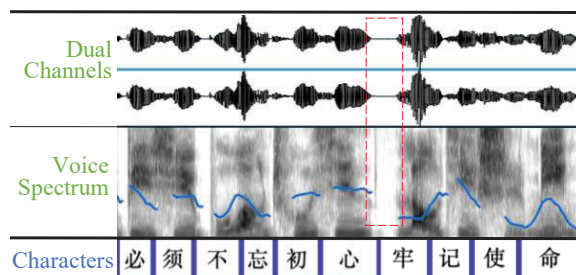 Dual
Channels
Voice
Spectrum
Characters 必 须 不 忘 初 心 牢 记 使 命